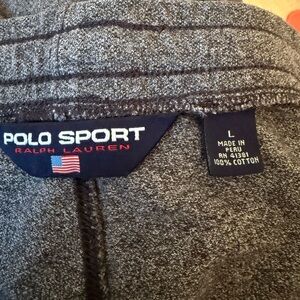 POLO SPORT
RALPH LAUREN
L
MADE IN
PERU
RN 41381
100% COTTON